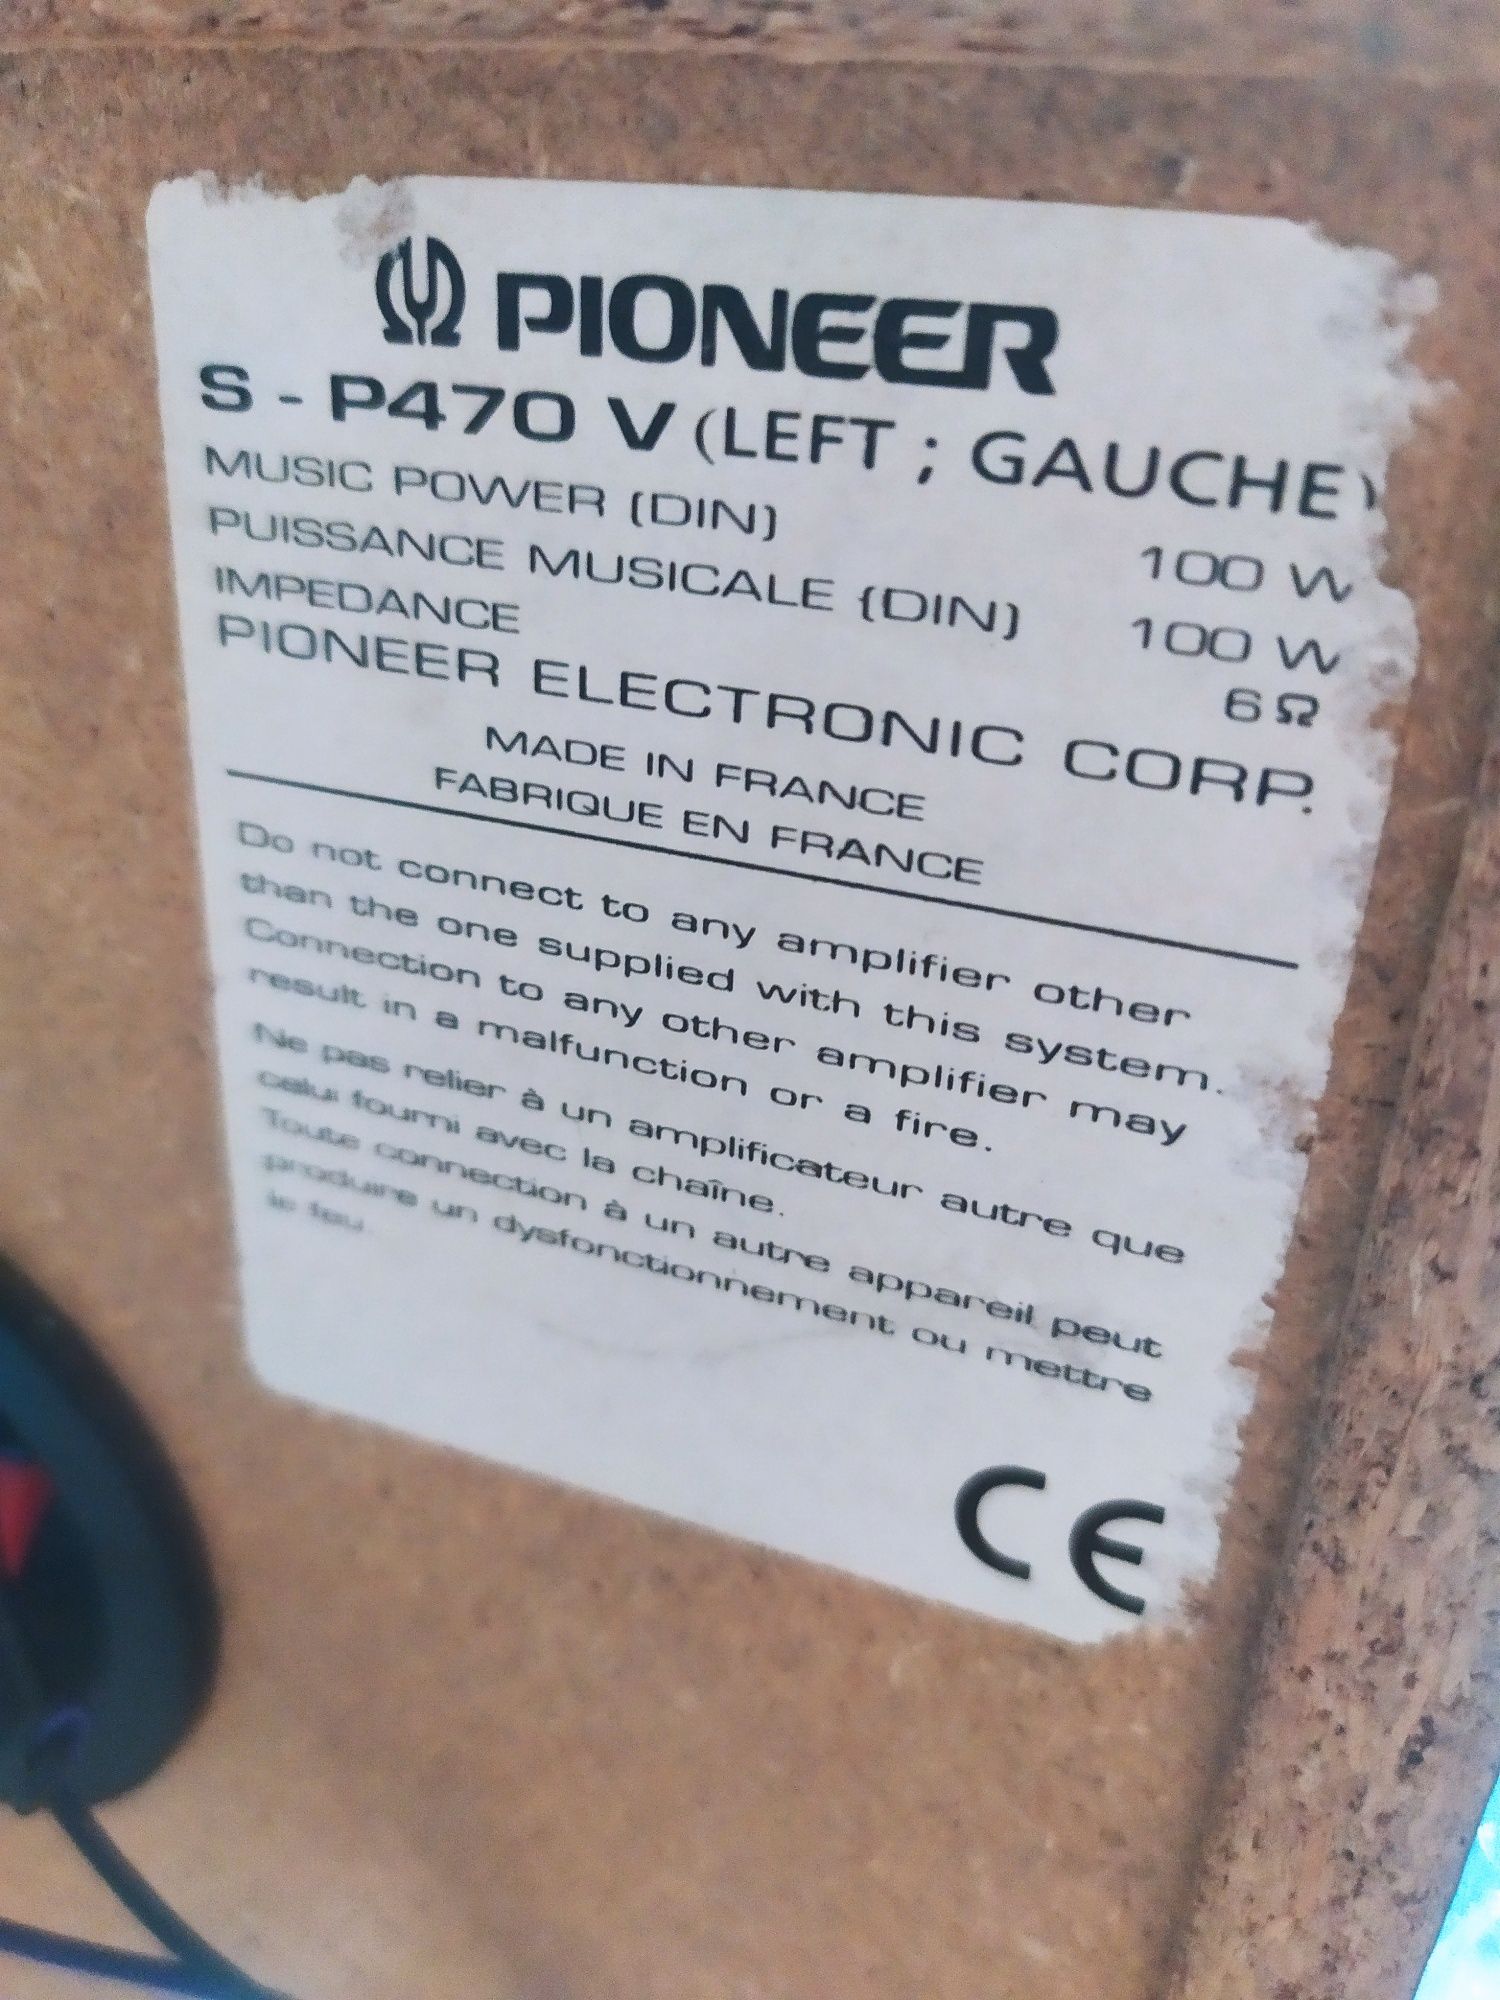 PIONEER
S - P470 V (LEFT ; GAUCHE)
MUSIC POWER (DIN) 100 W
PUISSANCE MUSICALE (DIN) 100 W
IMPEDANCE 6 Ω
PIONEER ELECTRONIC CORP.
MADE IN FRANCE
FABRIQUE EN FRANCE
Do not connect to any amplifier other
than the one supplied with this system.
Connection to any other amplifier may
result in a malfunction or a fire.
Ne pas relier à un amplificateur autre que
celui fourni avec la chaîne.
Toute connection à un autre appareil peut
produire un dysfonctionnement ou mettre
le feu.
CE